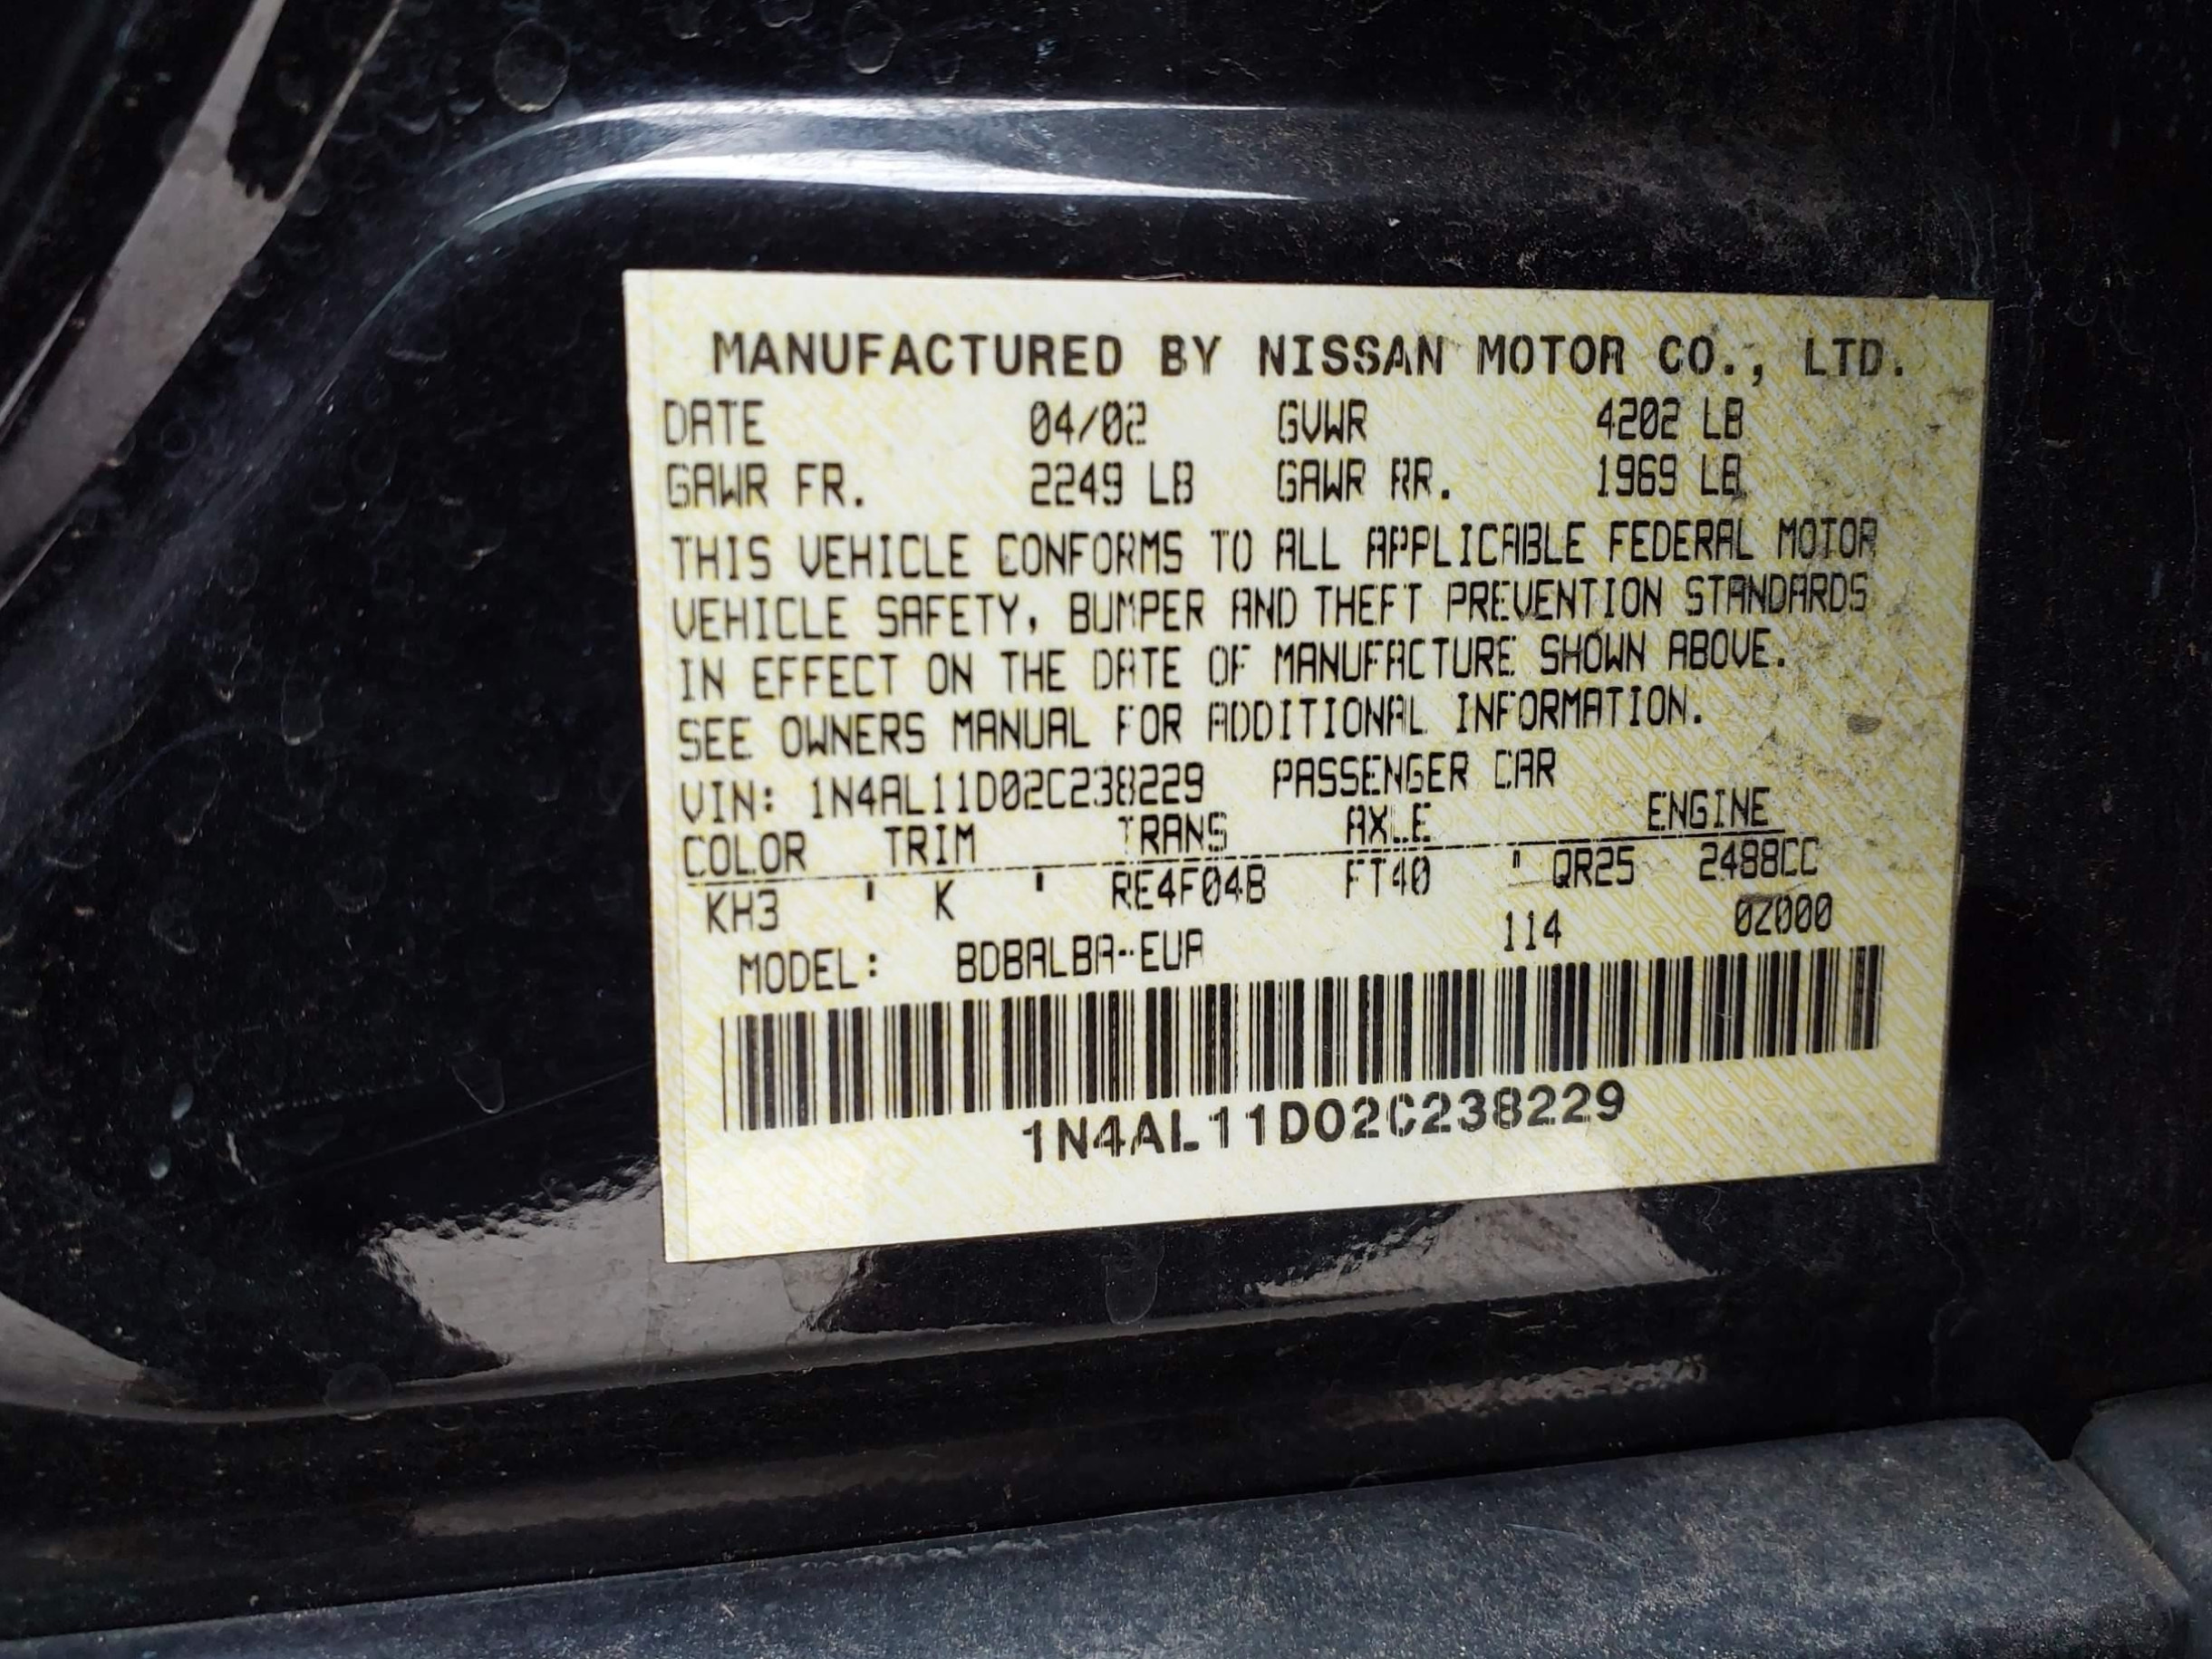 MANUFACTURED BY NISSAN MOTOR CO., LTD.
DATE 04/02 GVWR 4202 LB
GAWR FR. 2249 LB GAWR RR. 1969 LB
THIS VEHICLE CONFORMS TO ALL APPLICABLE FEDERAL MOTOR
VEHICLE SAFETY, BUMPER AND THEFT PREVENTION STANDARDS
IN EFFECT ON THE DATE OF MANUFACTURE SHOWN ABOVE.
SEE OWNERS MANUAL FOR ADDITIONAL INFORMATION.
VIN: 1N4AL11D02C238229 PASSENGER CAR
COLOR TRIM TRANS AXLE ENGINE
KH3 ' K ' RE4F04B FT40 " QR25 2488CC
MODEL: BDBALBA-EUA 114 0Z000
1N4AL11D02C238229